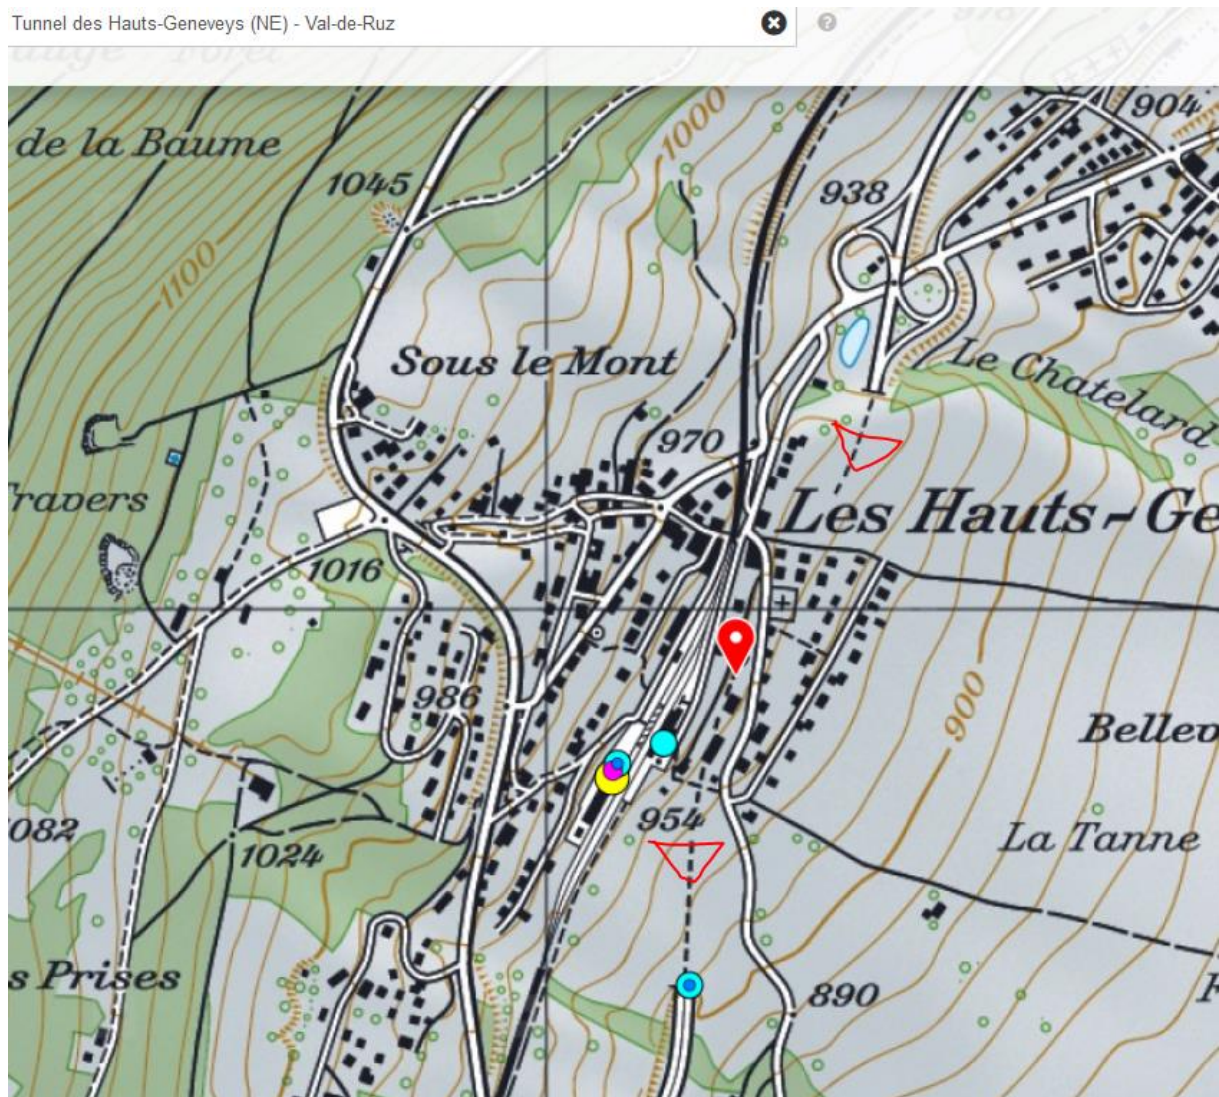 Tunnel des Hauts-Geneveys (NE) - Val-de-Ruz
?
1000
904
de la Baume
1045
938
1100
Sous le Mont
Le Chatelard
970
Travers
Les Hauts-Ge
1016
986
900
Bellev
954
082
La Tanne
1024
s Prises
890